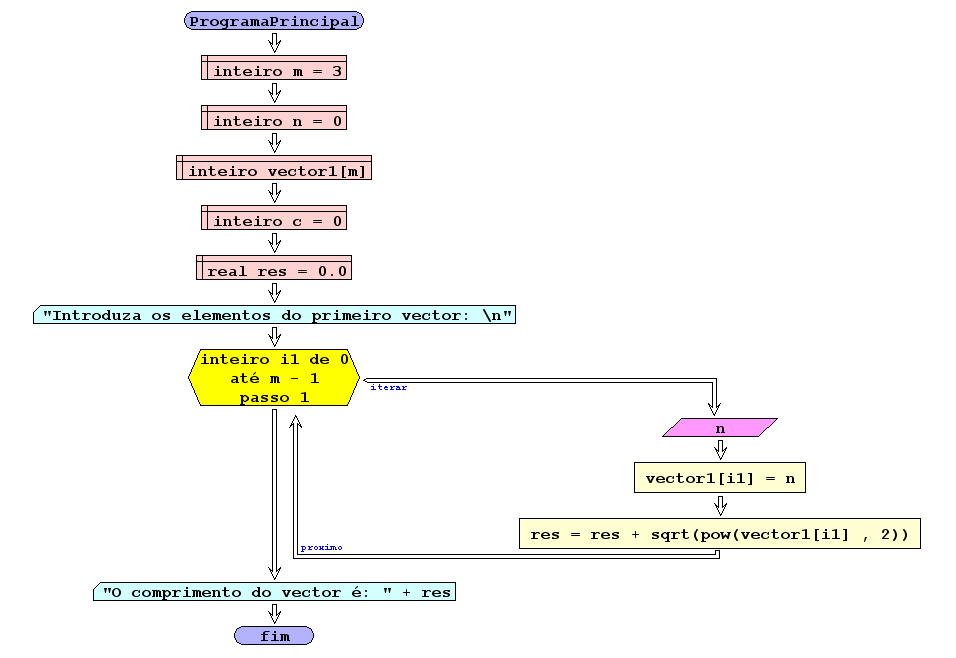 ProgramaPrincipal
inteiro m = 3
inteiro n = 0
inteiro vector1[m]
inteiro c = 0
real res = 0.0
"Introduza os elementos do primeiro vector: \n"
inteiro i1 de 0
até m - 1
passo 1
iterar
n
vector1[i1] = n
res = res + sqrt(pow(vector1[i1] , 2))
proximo
"O comprimento do vector é: " + res
fim